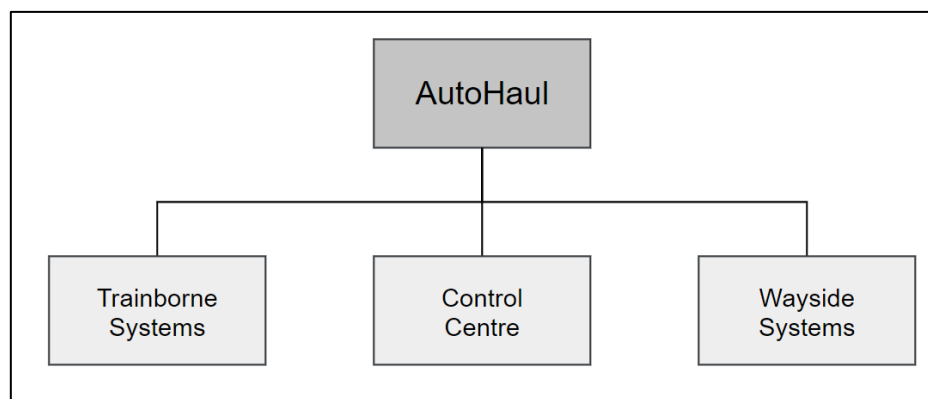 AutoHaul
Trainborne
Systems
Control
Centre
Wayside
Systems